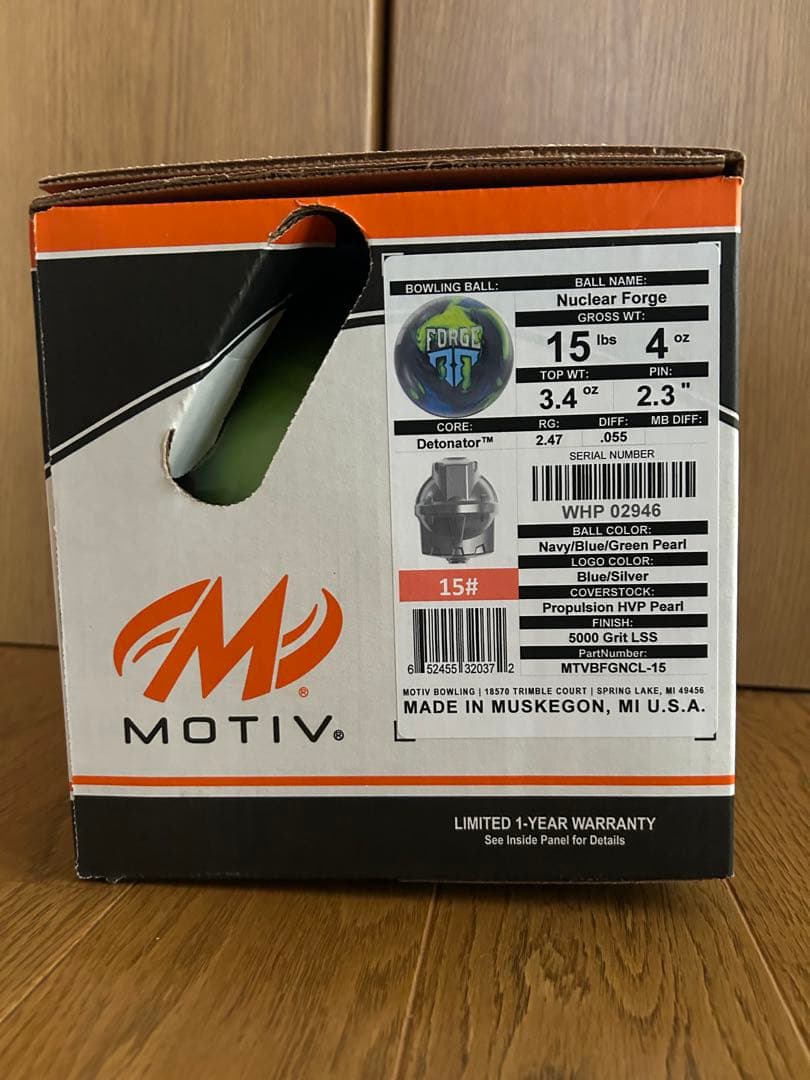 BOWLING BALL:
FORGE
BALL NAME:
Nuclear Forge
GROSS WT:
15 lbs 4 oz
TOP WT: PIN:
3.4 oz 2.3 "
CORE:
Detonator™
RG: DIFF: MB DIFF:
2.47 .055
SERIAL NUMBER
WHP 02946
BALL COLOR:
Navy/Blue/Green Pearl
LOGO COLOR:
Blue/Silver
COVERSTOCK:
Propulsion HVP Pearl
FINISH:
5000 Grit LSS
PartNumber:
MTVBFGNCL-15
15#
6 52455 32037 2
MOTIV BOWLING | 18570 TRIMBLE COURT | SPRING LAKE, MI 49456
MADE IN MUSKEGON, MI U.S.A.
®
MOTIV®
LIMITED 1-YEAR WARRANTY
See Inside Panel for Details